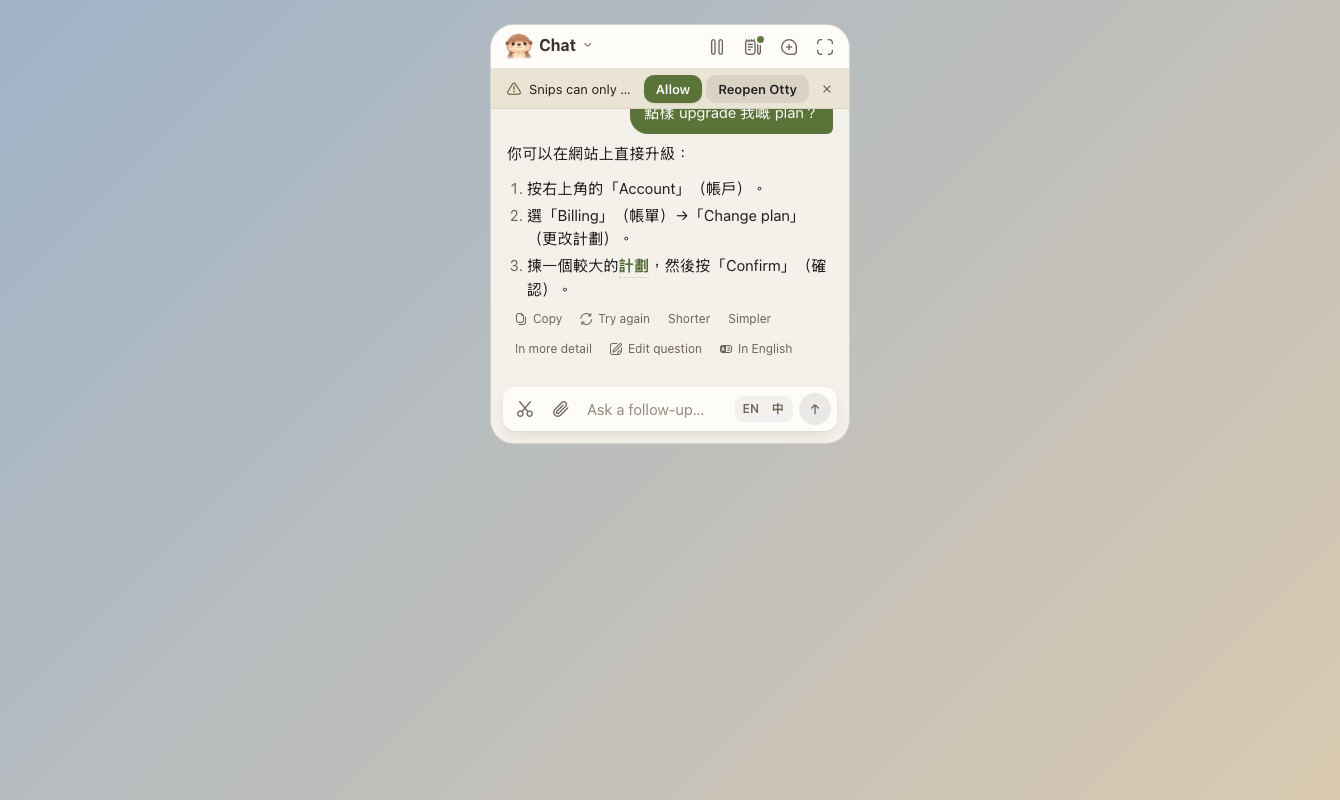 Chat
Snips can only ...
Allow
Reopen Otty
點樣 upgrade 我嘅 plan？
你可以在網站上直接升級：
1. 按右上角的「Account」（帳戶）。
2. 選「Billing」（帳單）→「Change plan」
（更改計劃）。
3. 揀一個較大的計劃，然後按「Confirm」（確
認）。
Copy
Try again
Shorter
Simpler
In more detail
Edit question
In English
Ask a follow-up...
EN 中